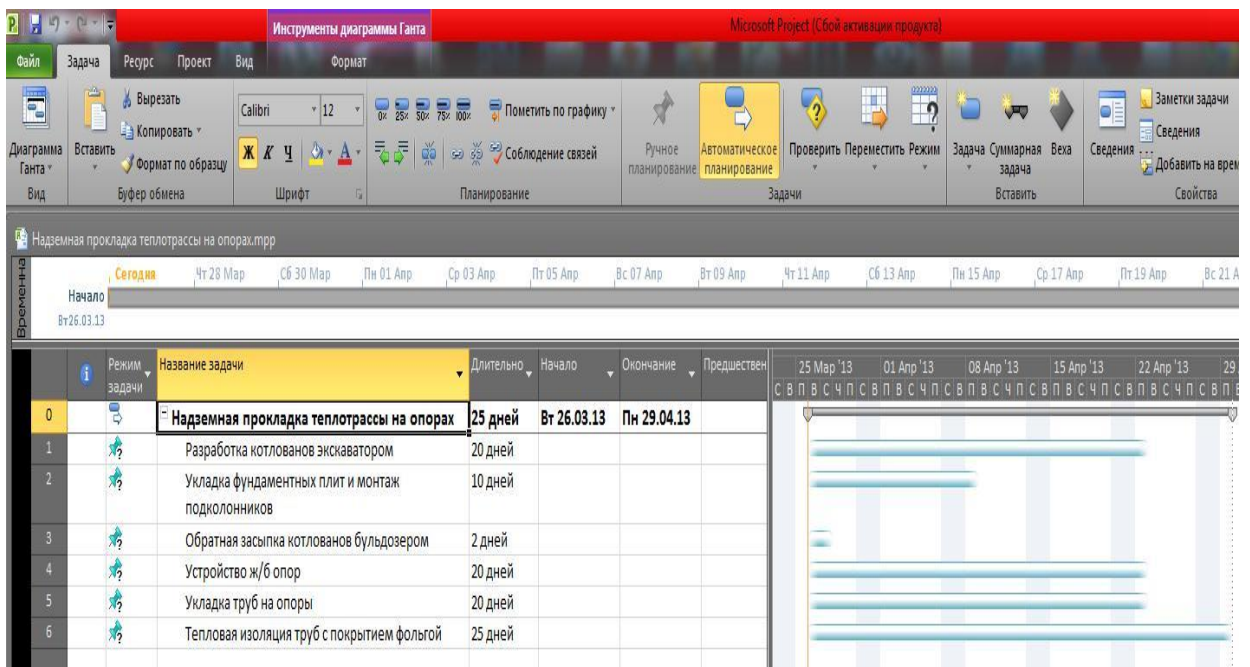 Инструменты диаграммы Ганта
Microsoft Project (Сбой активации продукта)
Файл Задача Ресурс Проект Вид Формат
Вырезать
Копировать
Формат по образцу
Вставить
Диаграмма Ганта
Calibri 12
Ж К Ч
0% 25% 50% 75% 100%
Пометить по графику
Соблюдение связей
Ручное планирование
Автоматическое планирование
Проверить Переместить Режим
Задача Суммарная задача Веха
Сведения
Заметки задачи
Сведения
Добавить на врем
Вид Буфер обмена Шрифт Планирование Задачи Вставить Свойства
Надземная прокладка теплотрассы на опорах.mpp
Временна
Сегодня Чт 28 Мар Сб 30 Мар Пн 01 Апр Ср 03 Апр Пт 05 Апр Вс 07 Апр Вт 09 Апр Чт 11 Апр Сб 13 Апр Пн 15 Апр Ср 17 Апр Пт 19 Апр Вс 21 А
Начало
Вт 26.03.13
Режим задачи Название задачи Длительно Начало Окончание Предшествен
25 Мар '13 01 Апр '13 08 Апр '13 15 Апр '13 22 Апр '13 29
С В П В С Ч П С В П В С Ч П С В П В С Ч П С В П В С Ч П С В П В С Ч П С В П В
0 Надземная прокладка теплотрассы на опорах 25 дней Вт 26.03.13 Пн 29.04.13
1 Разработка котлованов экскаватором 20 дней
2 Укладка фундаментных плит и монтаж 10 дней
подколонников
3 Обратная засыпка котлованов бульдозером 2 дней
4 Устройство ж/б опор 20 дней
5 Укладка труб на опоры 20 дней
6 Тепловая изоляция труб с покрытием фольгой 25 дней